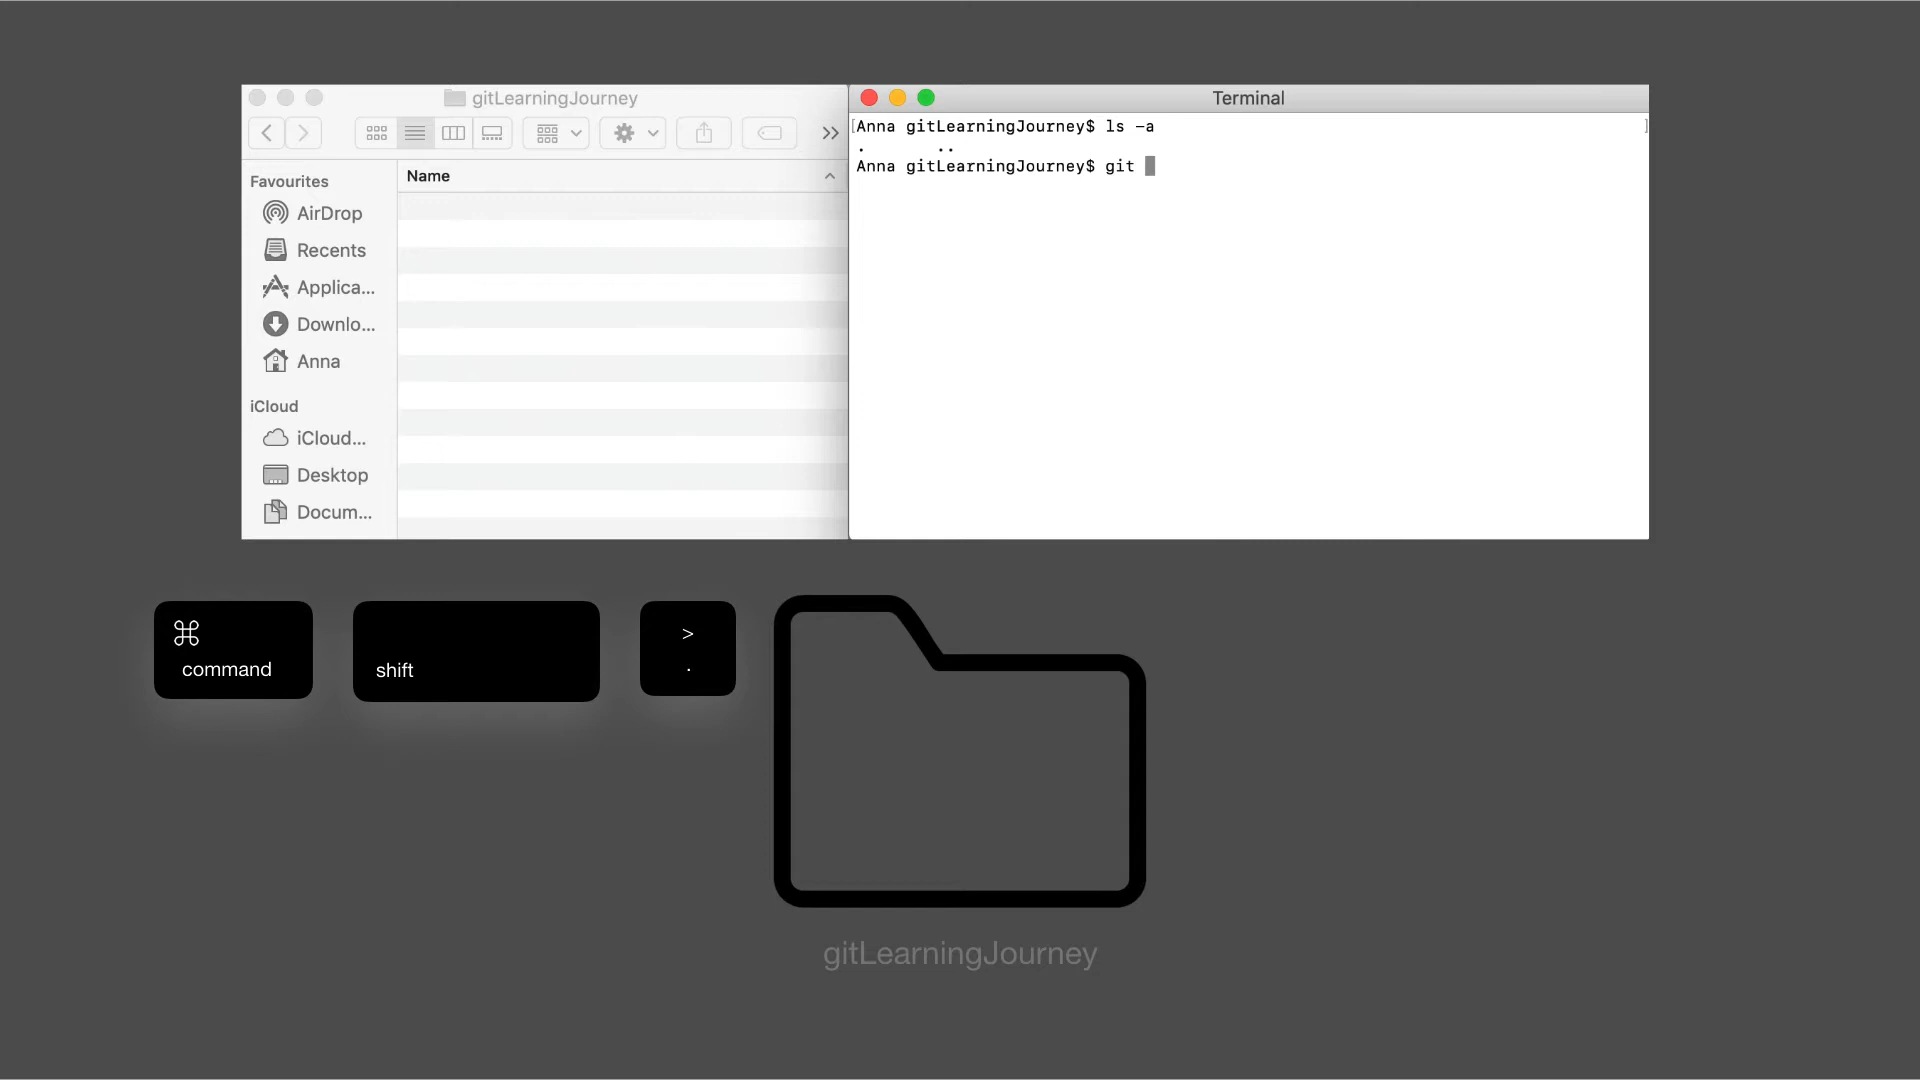 gitLearningJourney
Name
Favourites
AirDrop
Recents
Applica...
Downlo...
Anna
iCloud
iCloud...
Desktop
Docum...
Terminal
[Anna gitLearningJourney$ ls -a ]
. ..
Anna gitLearningJourney$ git
⌘
command
shift
>
.
gitLearningJourney